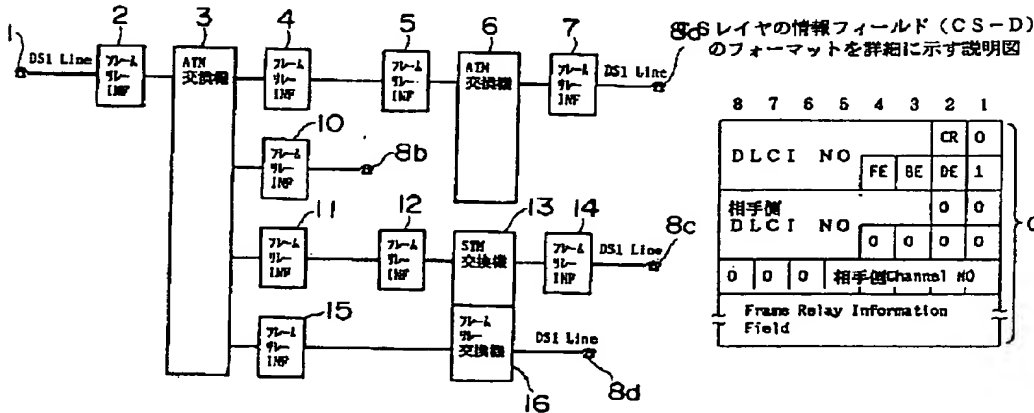 1
DS1 Line
2
フレーム
リレー
INF
3
ATM
交換機
4
フレーム
リレー
INF
5
フレーム
リレー
INF
6
ATM
交換機
7
フレーム
リレー
INF
DS1 Line
8a
10
フレーム
リレー
INF
8b
11
フレーム
リレー
INF
12
フレーム
リレー
INF
13
STM
交換機
14
フレーム
リレー
INF
DS1 Line
8c
15
フレーム
リレー
INF
フレーム
リレー
交換機
16
DS1 Line
8d
Sレイヤの情報フィールド(CS-D)
のフォーマットを詳細に示す説明図
8 7 6 5 4 3 2 1
DLCI NO CR 0
FE BE DE 1
相手側 0 0
DLCI NO 0 0 0 0
0 0 0 相手側Channel NO
Frame Relay Information
Field